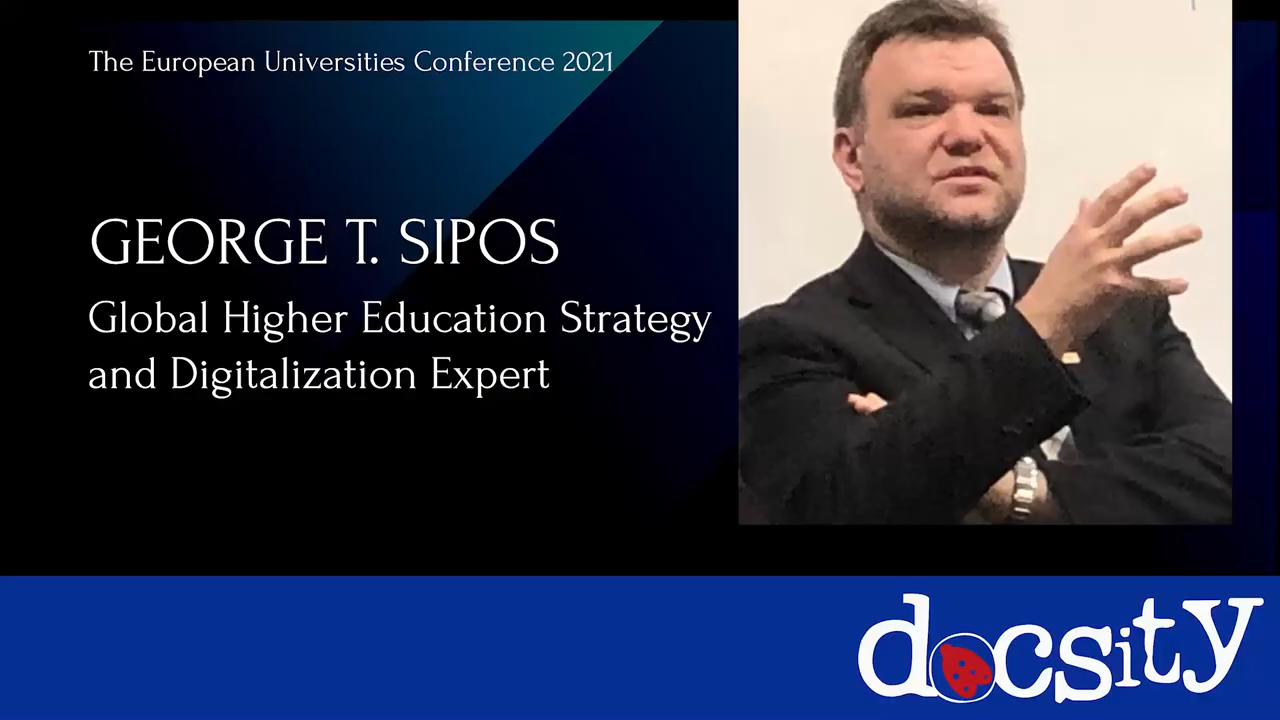 The European Universities Conference 2021
GEORGE T. SIPOS
Global Higher Education Strategy
and Digitalization Expert
docsity